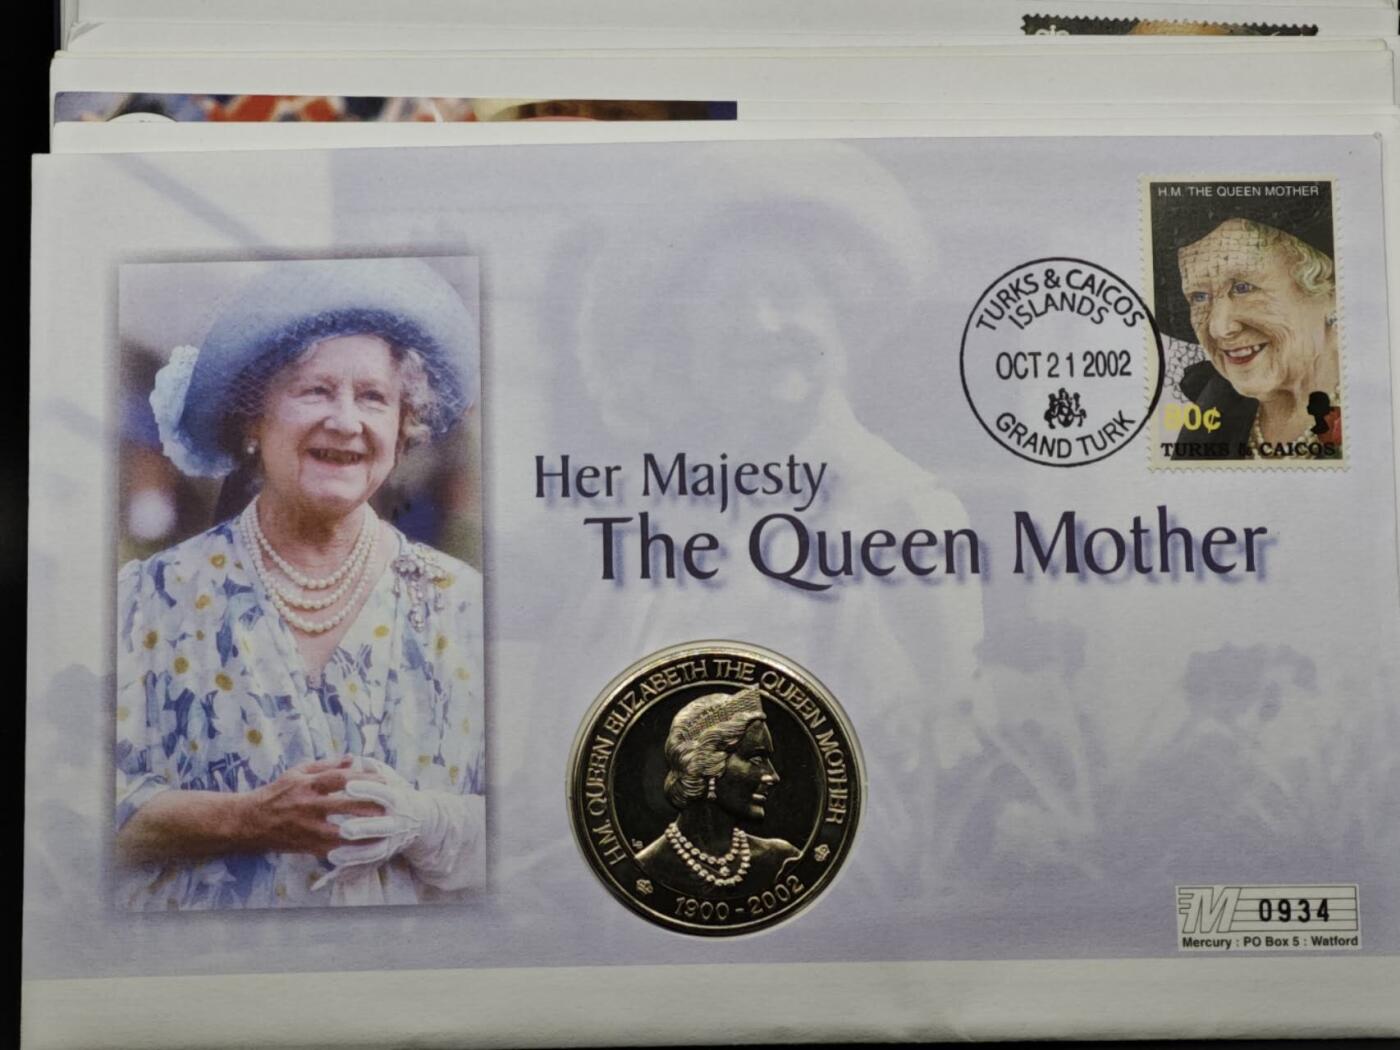 H.M. THE QUEEN MOTHER
80¢
TURKS & CAICOS
TURKS & CAICOS
ISLANDS
OCT 21 2002
GRAND TURK
Her Majesty
The Queen Mother
H.M. QUEEN ELIZABETH THE QUEEN MOTHER
1900-2002
M 0934
Mercury : PO Box 5 : Watford